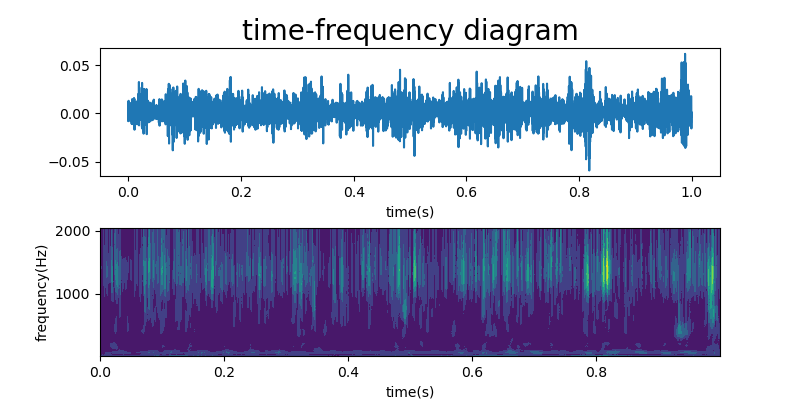 time-frequency diagram
0.05
0.00
−0.05
0.0 0.2 0.4 0.6 0.8 1.0
time(s)
2000
1000
frequency(Hz)
0.0 0.2 0.4 0.6 0.8
time(s)